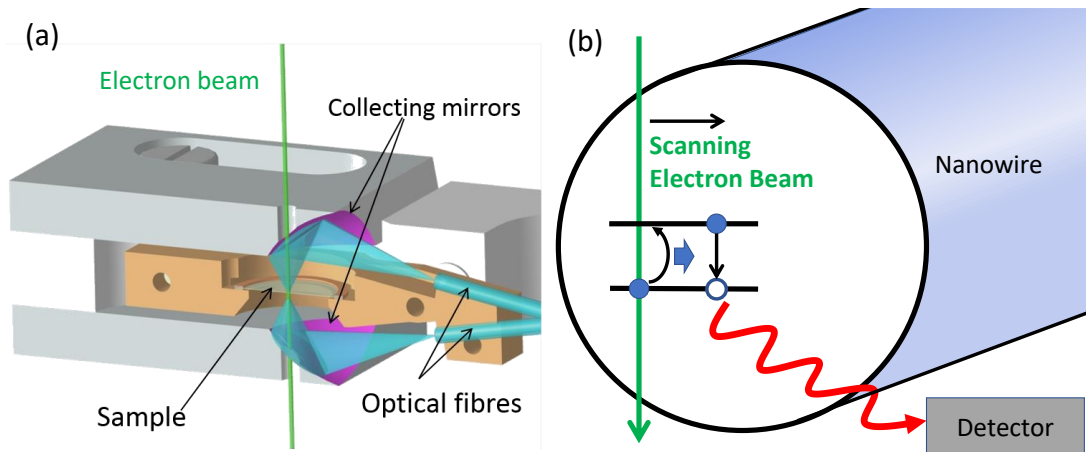 (a)
Electron beam
Collecting mirrors
Sample
Optical fibres
(b)
Scanning
Electron Beam
Nanowire
Detector